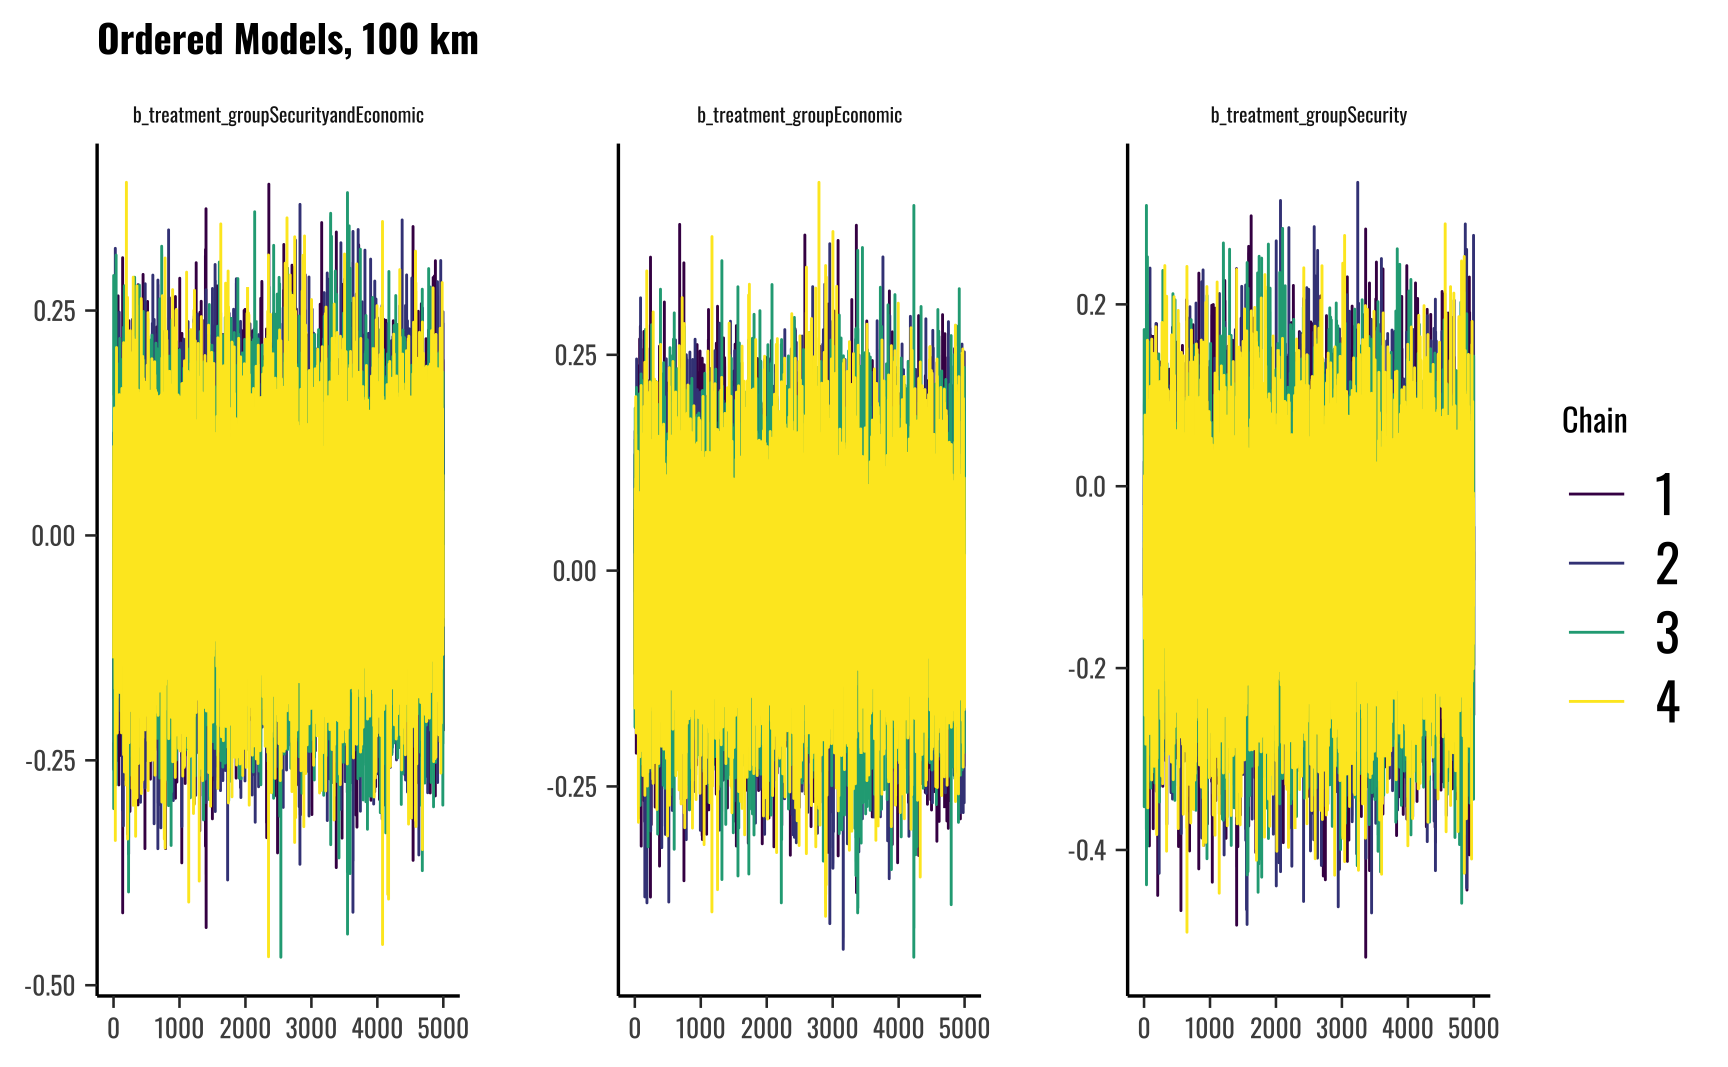 Ordered Models, 100 km
b_treatment_groupSecurityandEconomic
0.25
0.00
-0.25
-0.50
0 1000 2000 3000 4000 5000
b_treatment_groupEconomic
0.25
0.00
-0.25
0 1000 2000 3000 4000 5000
b_treatment_groupSecurity
0.2
0.0
-0.2
-0.4
0 1000 2000 3000 4000 5000
Chain
1
2
3
4